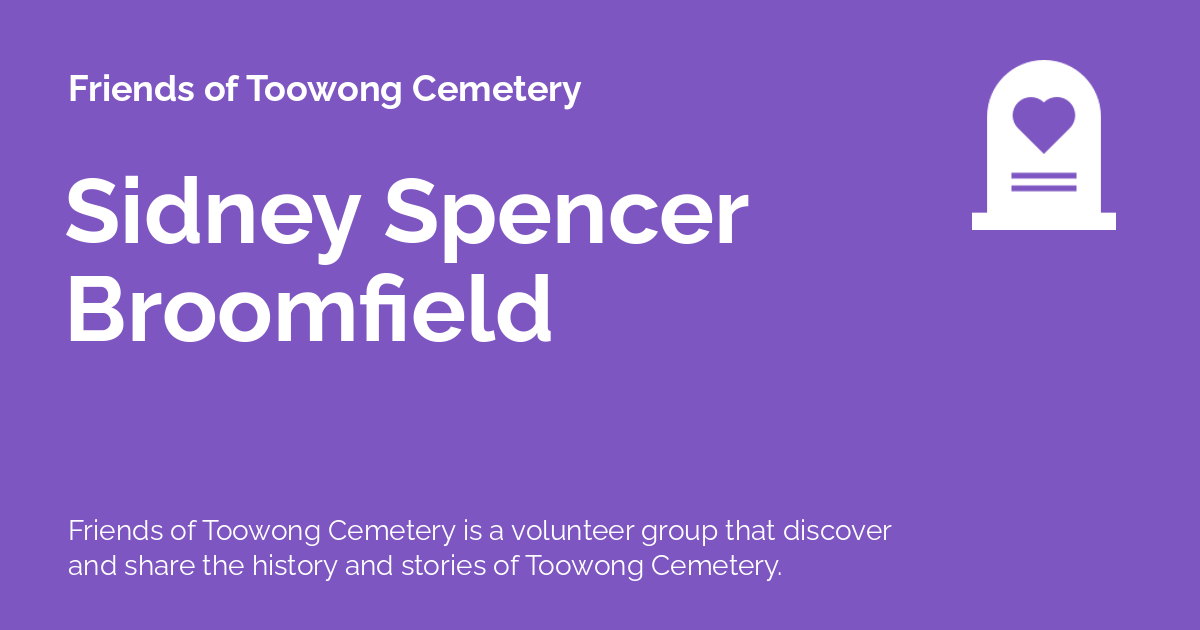 Friends of Toowong Cemetery
Sidney Spencer
Broomfield
Friends of Toowong Cemetery is a volunteer group that discover
and share the history and stories of Toowong Cemetery.